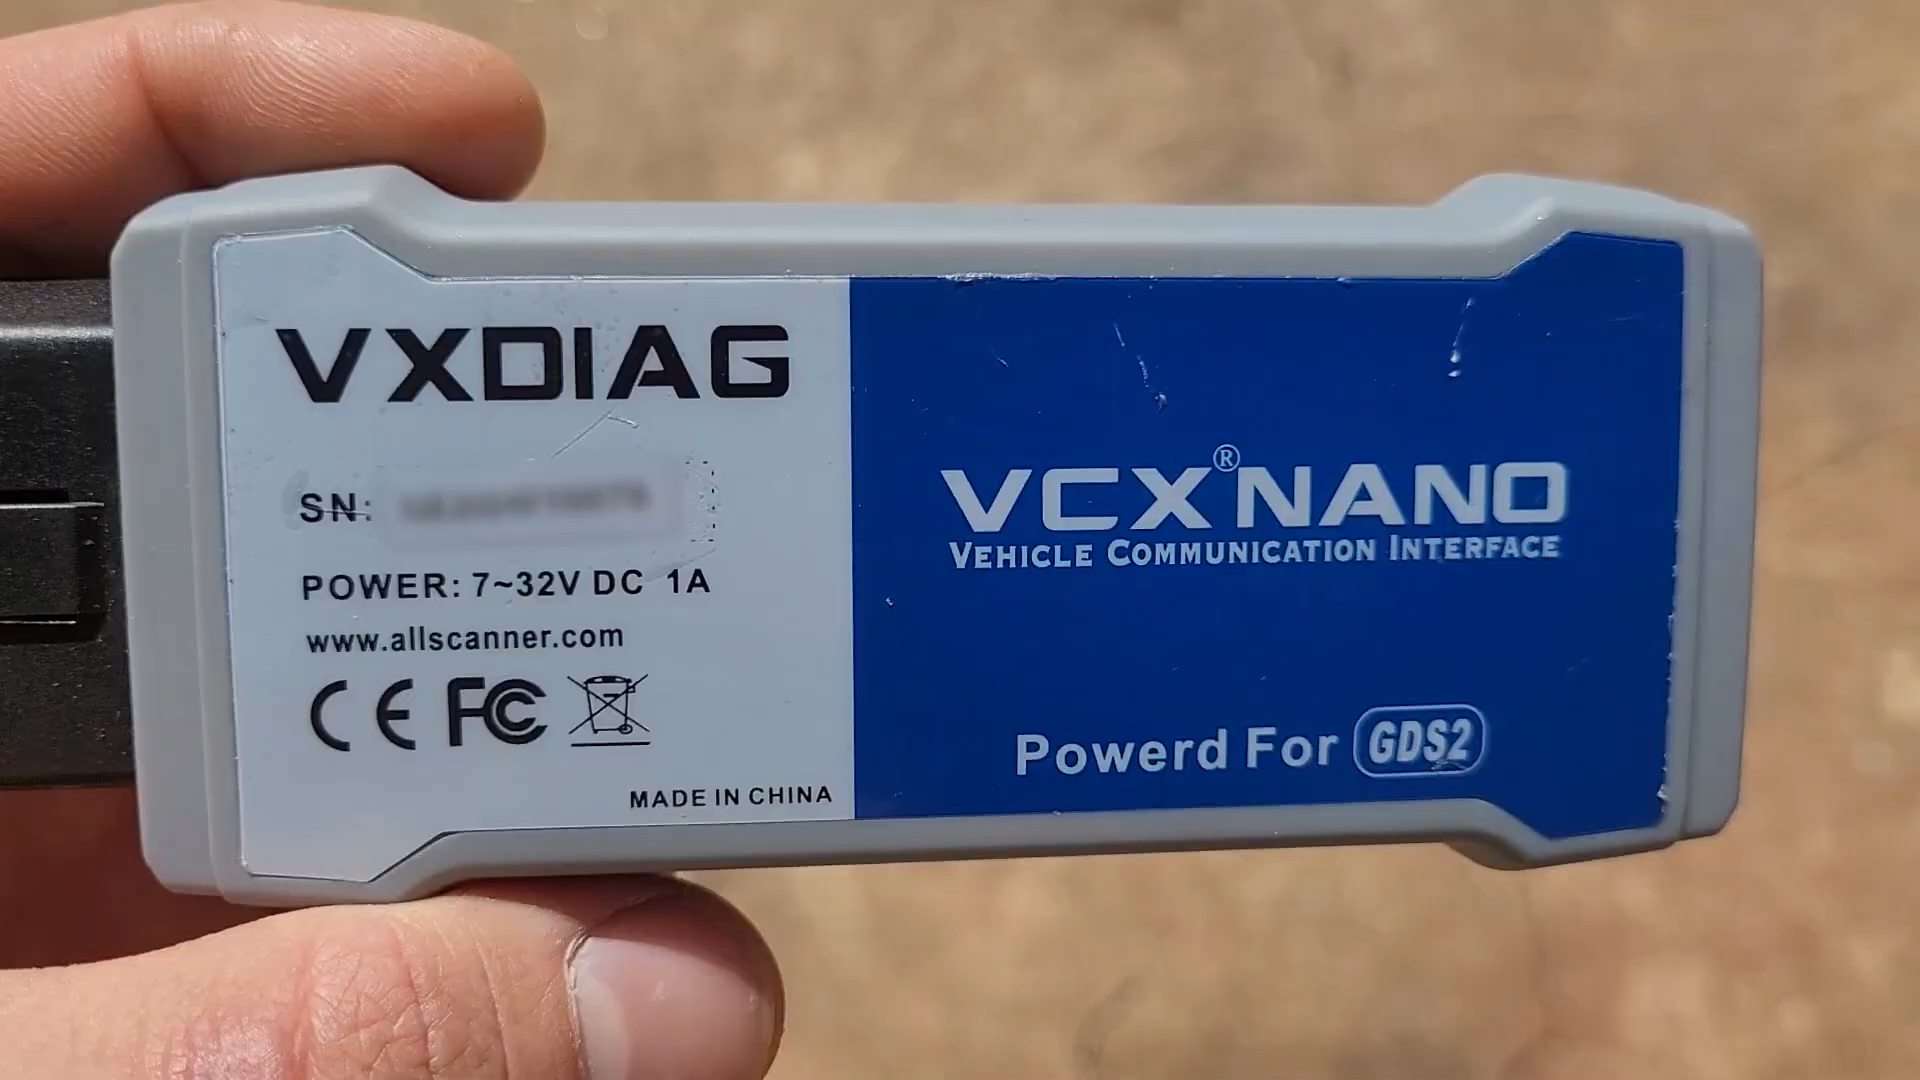 VXDIAG
SN:
POWER: 7~32V DC 1A
www.allscanner.com
CE FC
MADE IN CHINA
VCX®NANO
VEHICLE COMMUNICATION INTERFACE
Powerd For GDS2